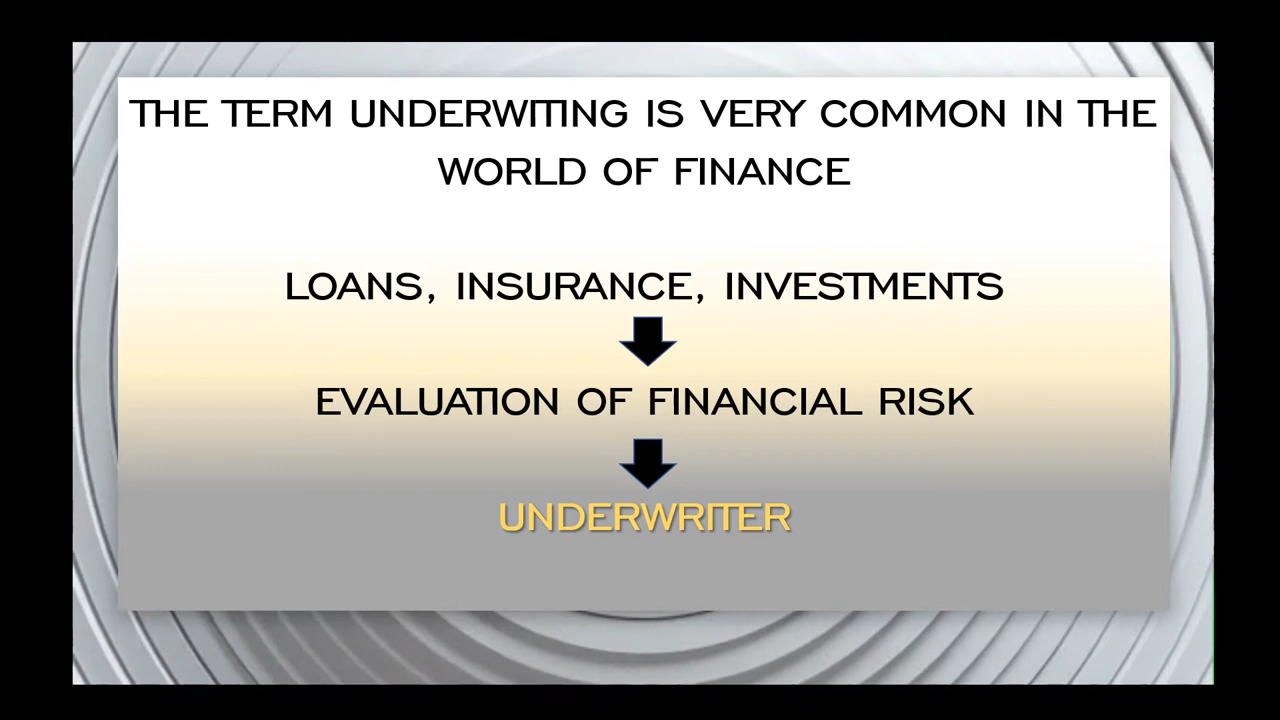 THE TERM UNDERWITING IS VERY COMMON IN THE
WORLD OF FINANCE
LOANS, INSURANCE, INVESTMENTS
EVALUATION OF FINANCIAL RISK
UNDERWRITER